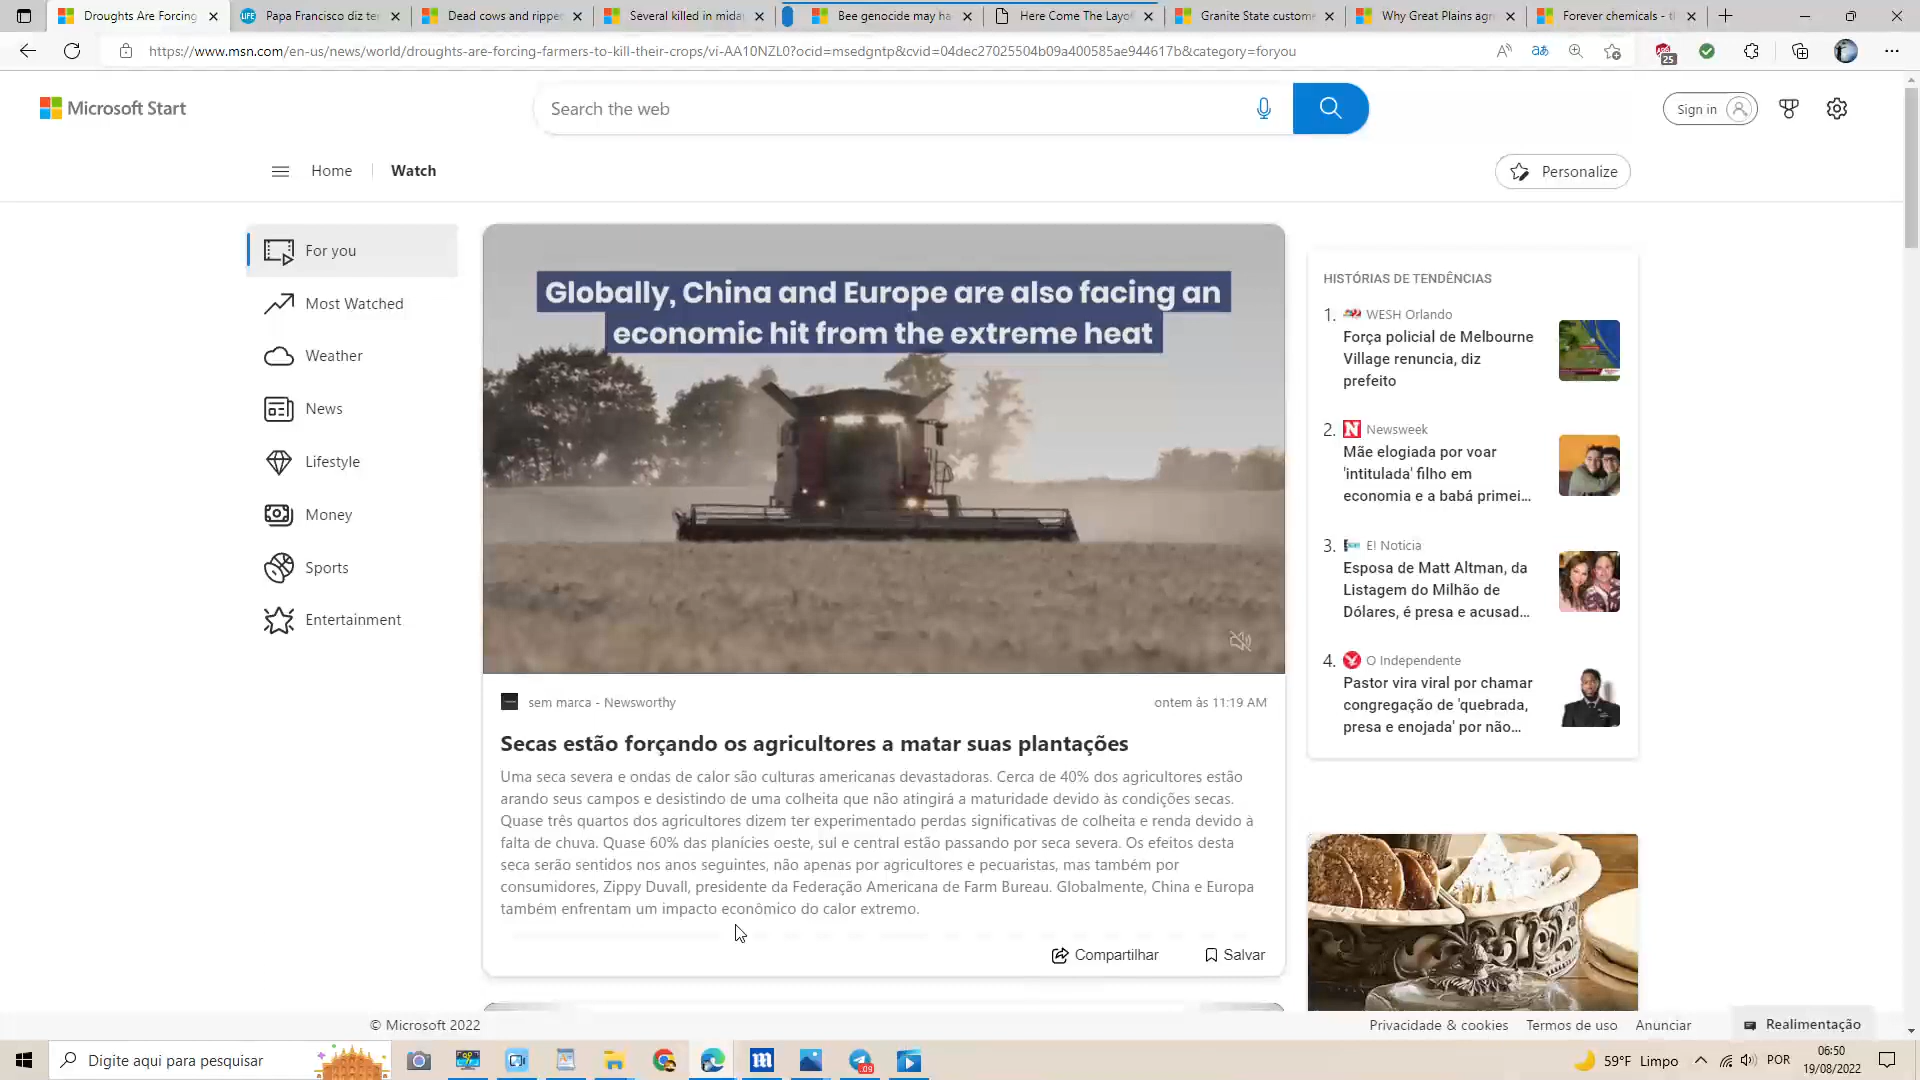 Droughts Are Forcing
Papa Francisco diz te
Dead cows and rippe
Several killed in mid
Bee genocide may ha
Here Come The Layo
Granite State custom
Why Great Plains agri
Forever chemicals - t
https://www.msn.com/en-us/news/world/droughts-are-forcing-farmers-to-kill-their-crops/vi-AA10NZL0?ocid=msedgntp&cvid=04dec27025504b09a400585ae944617b&category=foryou
25
Microsoft Start
Search the web
Sign in
Home
Watch
Personalize
For you
Most Watched
Weather
News
Lifestyle
Money
Sports
Entertainment
Globally, China and Europe are also facing an
economic hit from the extreme heat
sem marca - Newsworthy
ontem às 11:19 AM
Secas estão forçando os agricultores a matar suas plantações
Uma seca severa e ondas de calor são culturas americanas devastadoras. Cerca de 40% dos agricultores estão
arando seus campos e desistindo de uma colheita que não atingirá a maturidade devido às condições secas.
Quase três quartos dos agricultores dizem ter experimentado perdas significativas de colheita e renda devido à
falta de chuva. Quase 60% das planícies oeste, sul e central estão passando por seca severa. Os efeitos desta
seca serão sentidos nos anos seguintes, não apenas por agricultores e pecuaristas, mas também por
consumidores, Zippy Duvall, presidente da Federação Americana de Farm Bureau. Globalmente, China e Europa
também enfrentam um impacto econômico do calor extremo.
Compartilhar
Salvar
HISTÓRIAS DE TENDÊNCIAS
1. WESH Orlando
Força policial de Melbourne
Village renuncia, diz
prefeito
2. Newsweek
Mãe elogiada por voar
'intitulada' filho em
economia e a babá primei...
3. E! Notícia
Esposa de Matt Altman, da
Listagem do Milhão de
Dólares, é presa e acusad...
4. O Independente
Pastor vira viral por chamar
congregação de 'quebrada,
presa e enojada' por não...
© Microsoft 2022
Privacidade & cookies
Termos de uso
Anunciar
Realimentação
Digite aqui para pesquisar
59°F Limpo
POR
06:50
19/08/2022